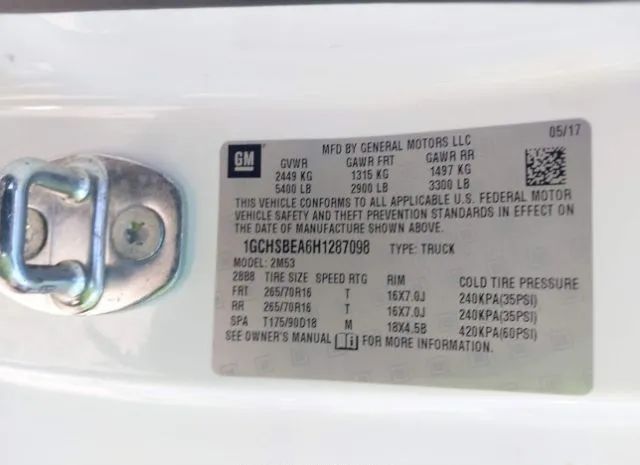 GM
MFD BY GENERAL MOTORS LLC 05/17
GVWR GAWR FRT GAWR RR
2449 KG 1315 KG 1497 KG
5400 LB 2900 LB 3300 LB
THIS VEHICLE CONFORMS TO ALL APPLICABLE U.S. FEDERAL MOTOR
VEHICLE SAFETY AND THEFT PREVENTION STANDARDS IN EFFECT ON
THE DATE OF MANUFACTURE SHOWN ABOVE.
1GCHSBEA6H1287098 TYPE: TRUCK
MODEL: 2M53
28B8 TIRE SIZE SPEED RTG RIM COLD TIRE PRESSURE
FRT 265/70R16 T 16X7.0J 240KPA(35PSI)
RR 265/70R16 T 16X7.0J 240KPA(35PSI)
SPA T175/90D18 M 18X4.5B 420KPA(60PSI)
SEE OWNER'S MANUAL FOR MORE INFORMATION.